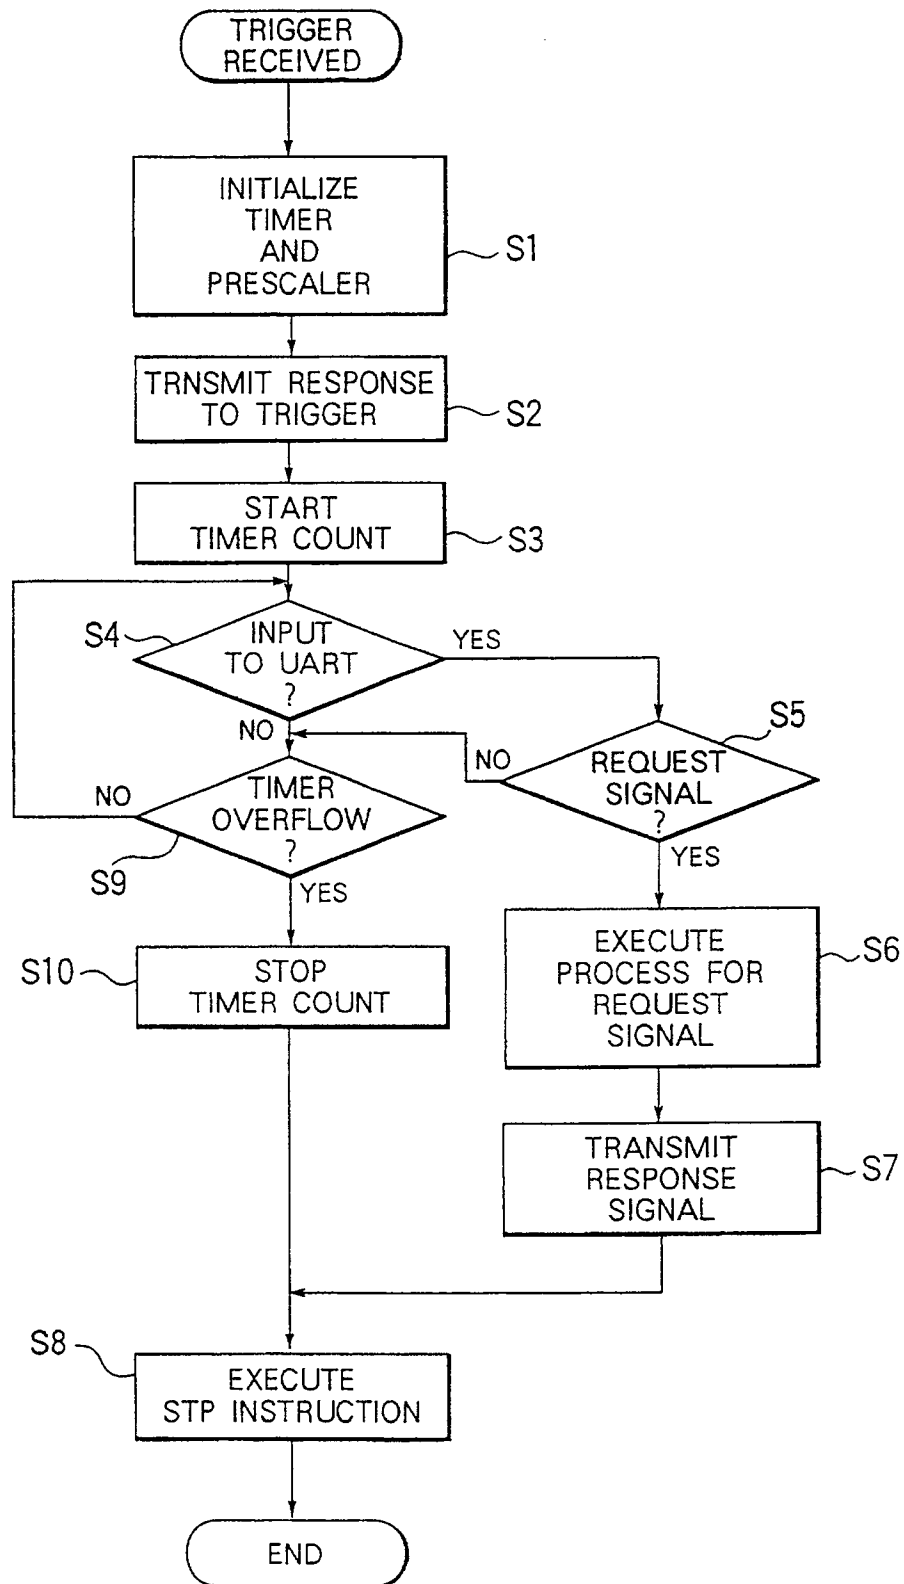 TRIGGER
RECEIVED
INITIALIZE
TIMER
AND
PRESCALER
S1
TRNSMIT RESPONSE
TO TRIGGER
S2
START
TIMER COUNT
S3
S4
INPUT
TO UART
?
YES
NO
S5
REQUEST
SIGNAL
?
NO
YES
TIMER
OVERFLOW
?
NO
S9
YES
S10
STOP
TIMER COUNT
EXECUTE
PROCESS FOR
REQUEST
SIGNAL
S6
TRANSMIT
RESPONSE
SIGNAL
S7
S8
EXECUTE
STP INSTRUCTION
END